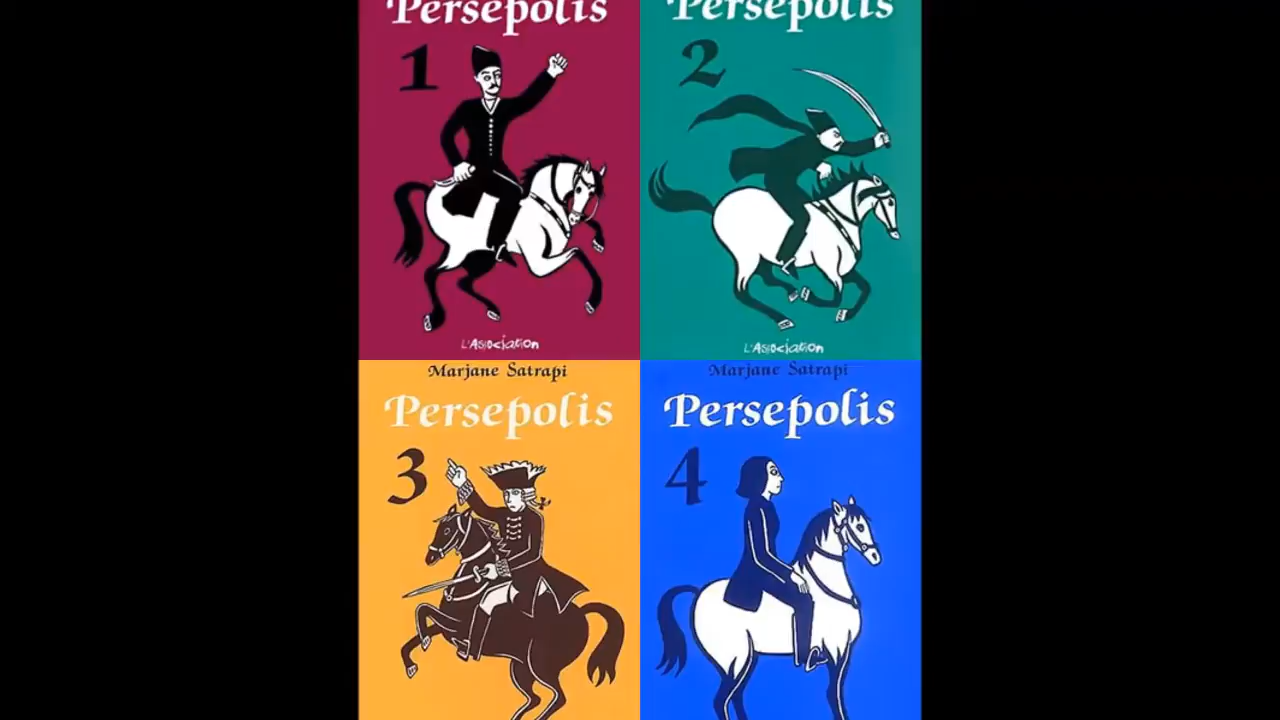 Persepolis
1
L'Association
Persepolis
2
L'Association
Marjane Satrapi
Persepolis
3
Marjane Satrapi
Persepolis
4